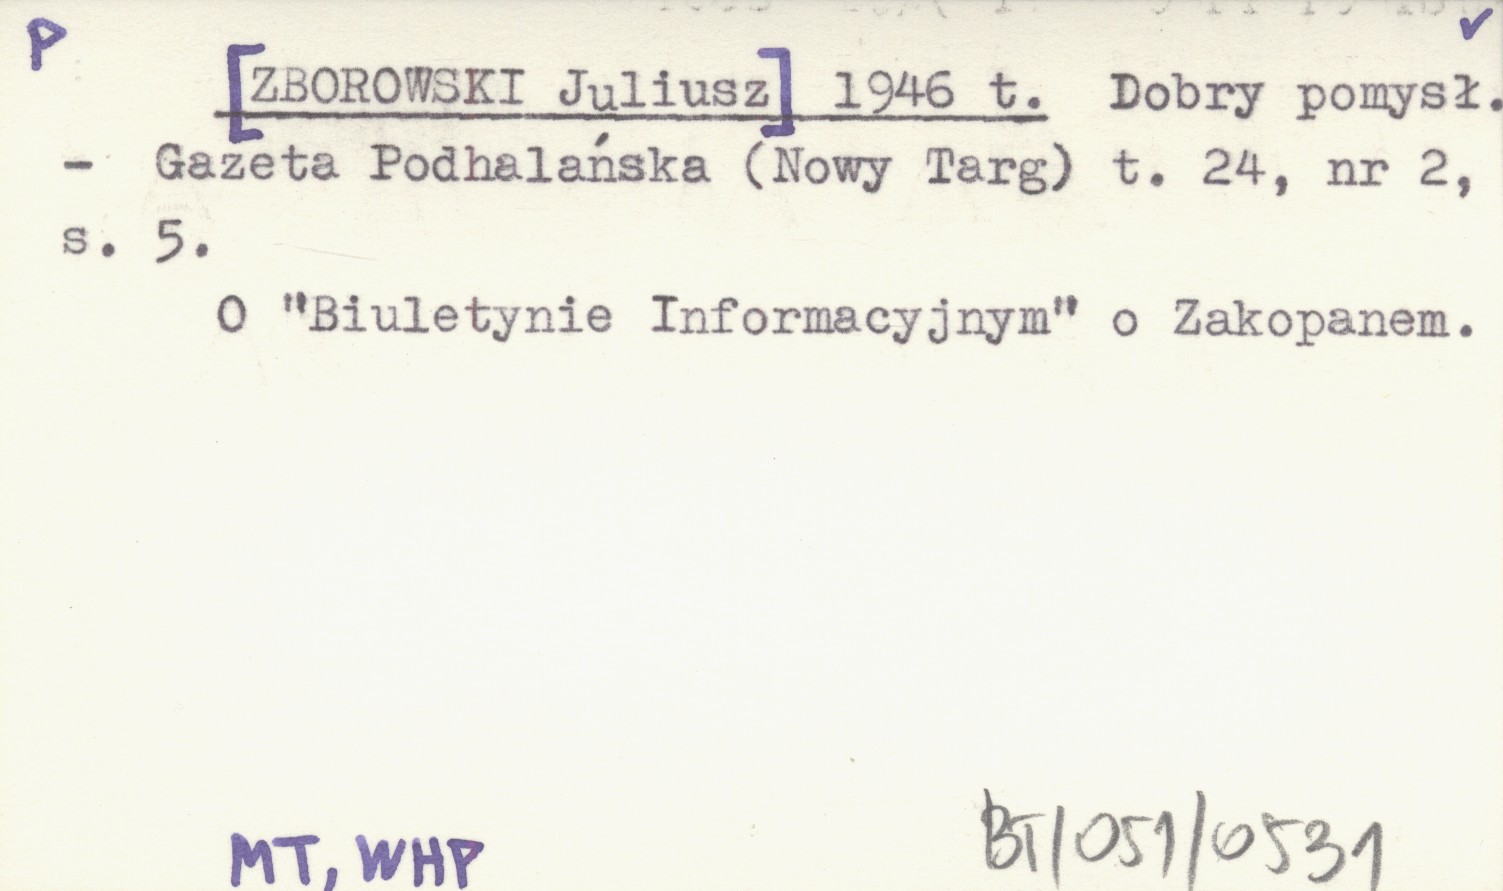 P
[ZBOROWSKI Juliusz] 1946 t. Dobry pomysł.
- Gazeta Podhalańska (Nowy Targ) t. 24, nr 2,
s. 5.
O "Biuletynie Informacyjnym" o Zakopanem.
MT, WHP
BT/051/0531